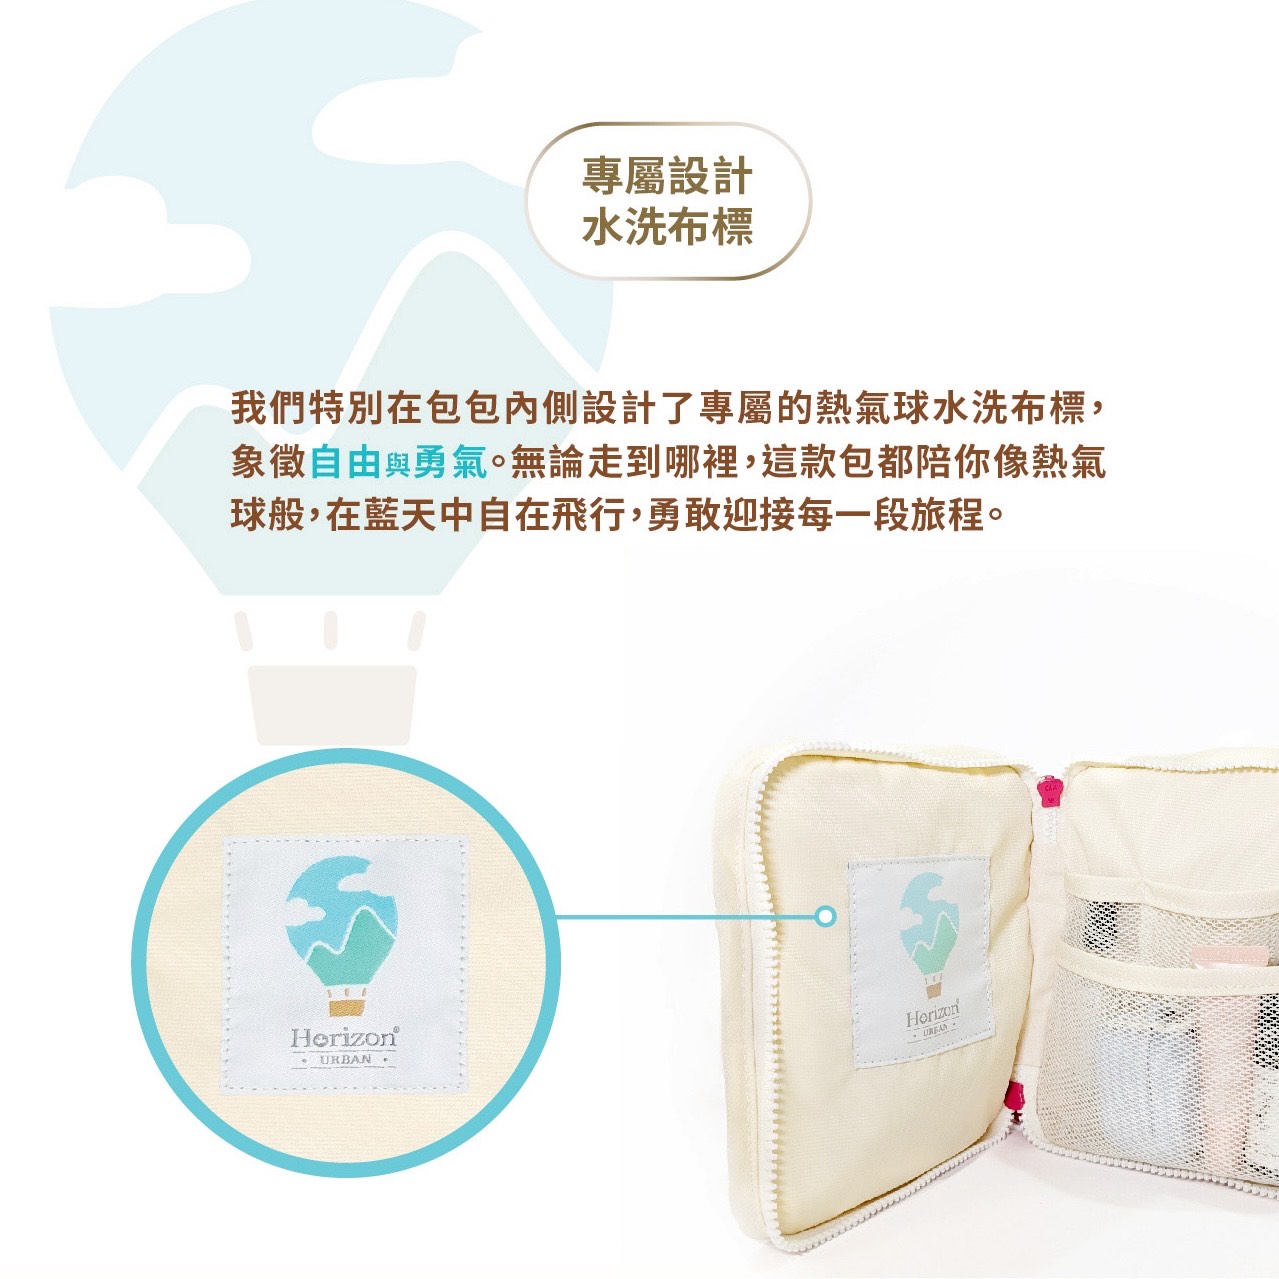 專屬設計
水洗布標
我們特別在包包內側設計了專屬的熱氣球水洗布標，
象徵自由與勇氣。無論走到哪裡，這款包都陪你像熱氣
球般，在藍天中自在飛行，勇敢迎接每一段旅程。
Horizon®
· URBAN ·
Horizon®
· URBAN ·